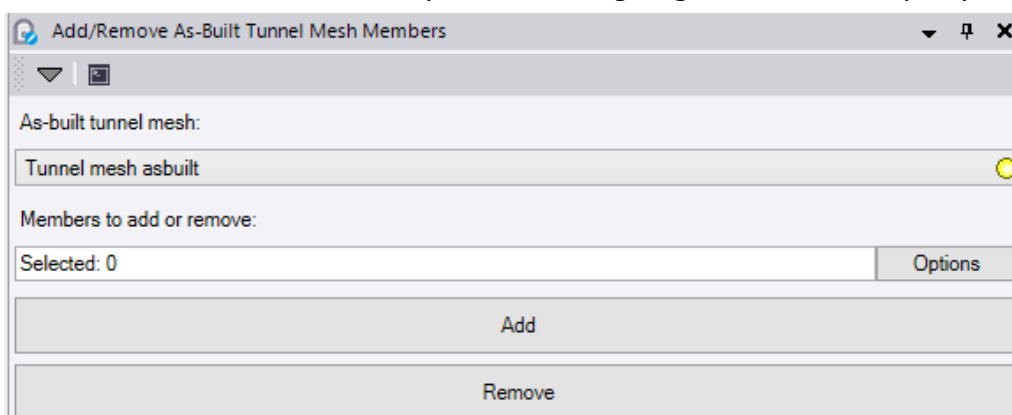 Add/Remove As-Built Tunnel Mesh Members
As-built tunnel mesh:
Tunnel mesh asbuilt
Members to add or remove:
Selected: 0
Options
Add
Remove